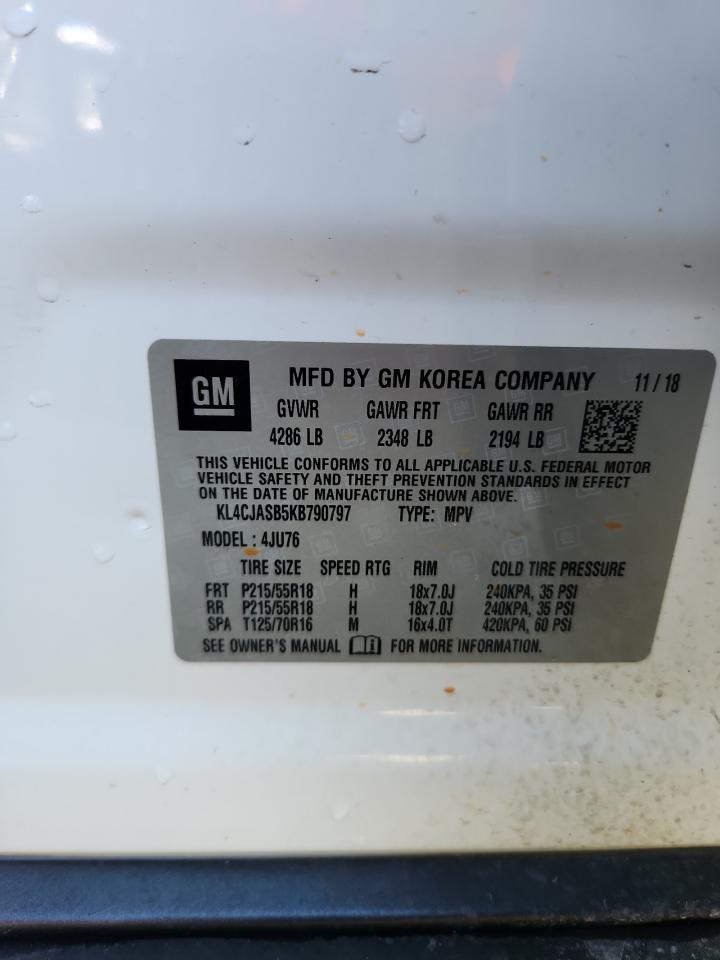 GM MFD BY GM KOREA COMPANY 11/18
GVWR GAWR FRT GAWR RR
4286 LB 2348 LB 2194 LB
THIS VEHICLE CONFORMS TO ALL APPLICABLE U.S. FEDERAL MOTOR
VEHICLE SAFETY AND THEFT PREVENTION STANDARDS IN EFFECT
ON THE DATE OF MANUFACTURE SHOWN ABOVE.
KL4CJASB5KB790797 TYPE: MPV
MODEL : 4JU76
TIRE SIZE SPEED RTG RIM COLD TIRE PRESSURE
FRT P215/55R18 H 18x7.0J 240KPA, 35 PSI
RR P215/55R18 H 18x7.0J 240KPA, 35 PSI
SPA T125/70R16 M 16x4.0T 420KPA, 60 PSI
SEE OWNER'S MANUAL FOR MORE INFORMATION.